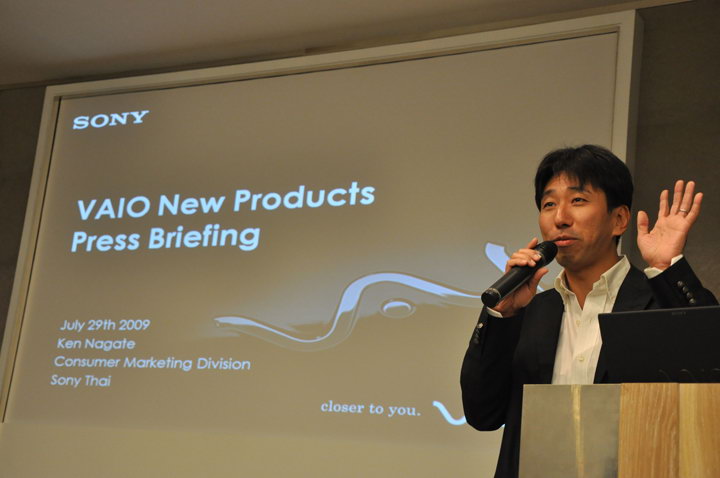 SONY
VAIO New Products
Press Briefing
July 29th 2009
Ken Nagate
Consumer Marketing Division
Sony Thai
closer to you.
SONY